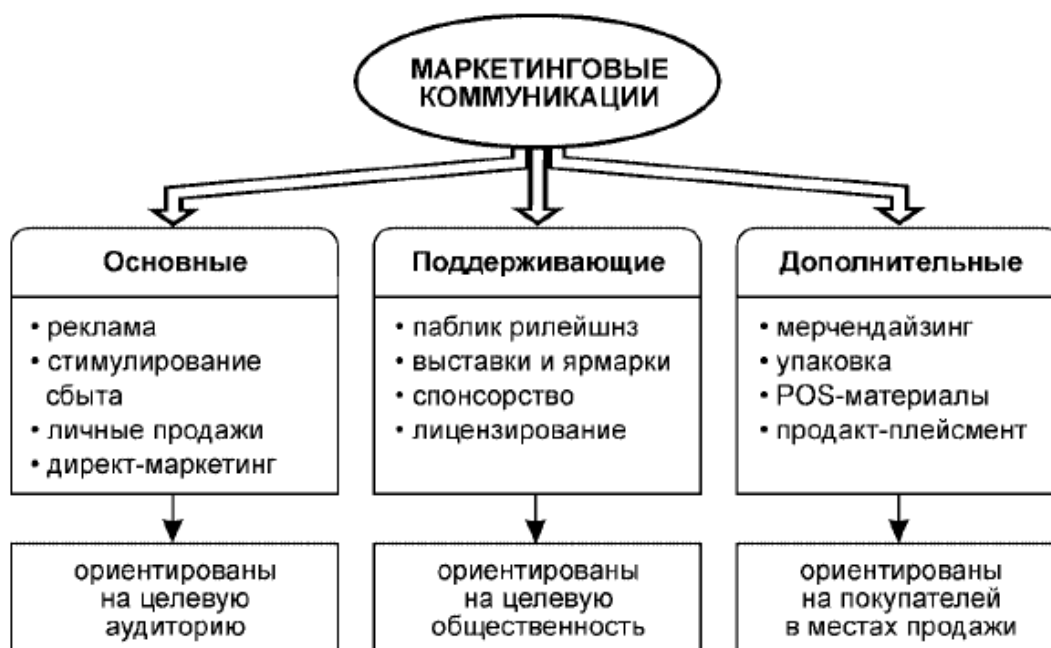 МАРКЕТИНГОВЫЕ
КОММУНИКАЦИИ
Основные
• реклама
• стимулирование
сбыта
• личные продажи
• директ-маркетинг
ориентированы
на целевую
аудиторию
Поддерживающие
• паблик рилейшнз
• выставки и ярмарки
• спонсорство
• лицензирование
ориентированы
на целевую
общественность
Дополнительные
• мерчендайзинг
• упаковка
• POS-материалы
• продакт-плейсмент
ориентированы
на покупателей
в местах продажи